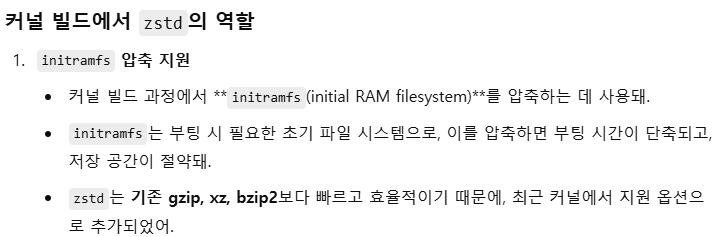 커널 빌드에서 zstd의 역할
1. initramfs 압축 지원
• 커널 빌드 과정에서 **initramfs(initial RAM filesystem)**를 압축하는 데 사용돼.
• initramfs는 부팅 시 필요한 초기 파일 시스템으로, 이를 압축하면 부팅 시간이 단축되고,
저장 공간이 절약돼.
• zstd는 기존 gzip, xz, bzip2보다 빠르고 효율적이기 때문에, 최근 커널에서 지원 옵션으
로 추가되었어.